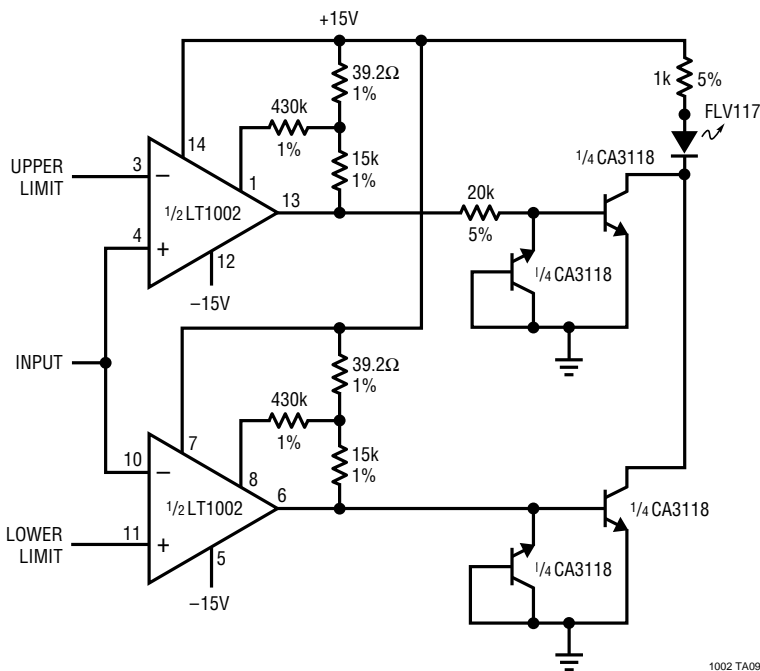 +15V
39.2Ω
1%
1k
5%
430k
1%
FLV117
14
15k
1%
1/4 CA3118
UPPER
LIMIT
3
–
1
13
1/2 LT1002
20k
5%
4
+
12
–15V
1/4 CA3118
INPUT
39.2Ω
1%
430k
1%
7
10
–
15k
1%
8
6
1/2 LT1002
1/4 CA3118
LOWER
LIMIT
11
+
5
–15V
1/4 CA3118
1002 TA09